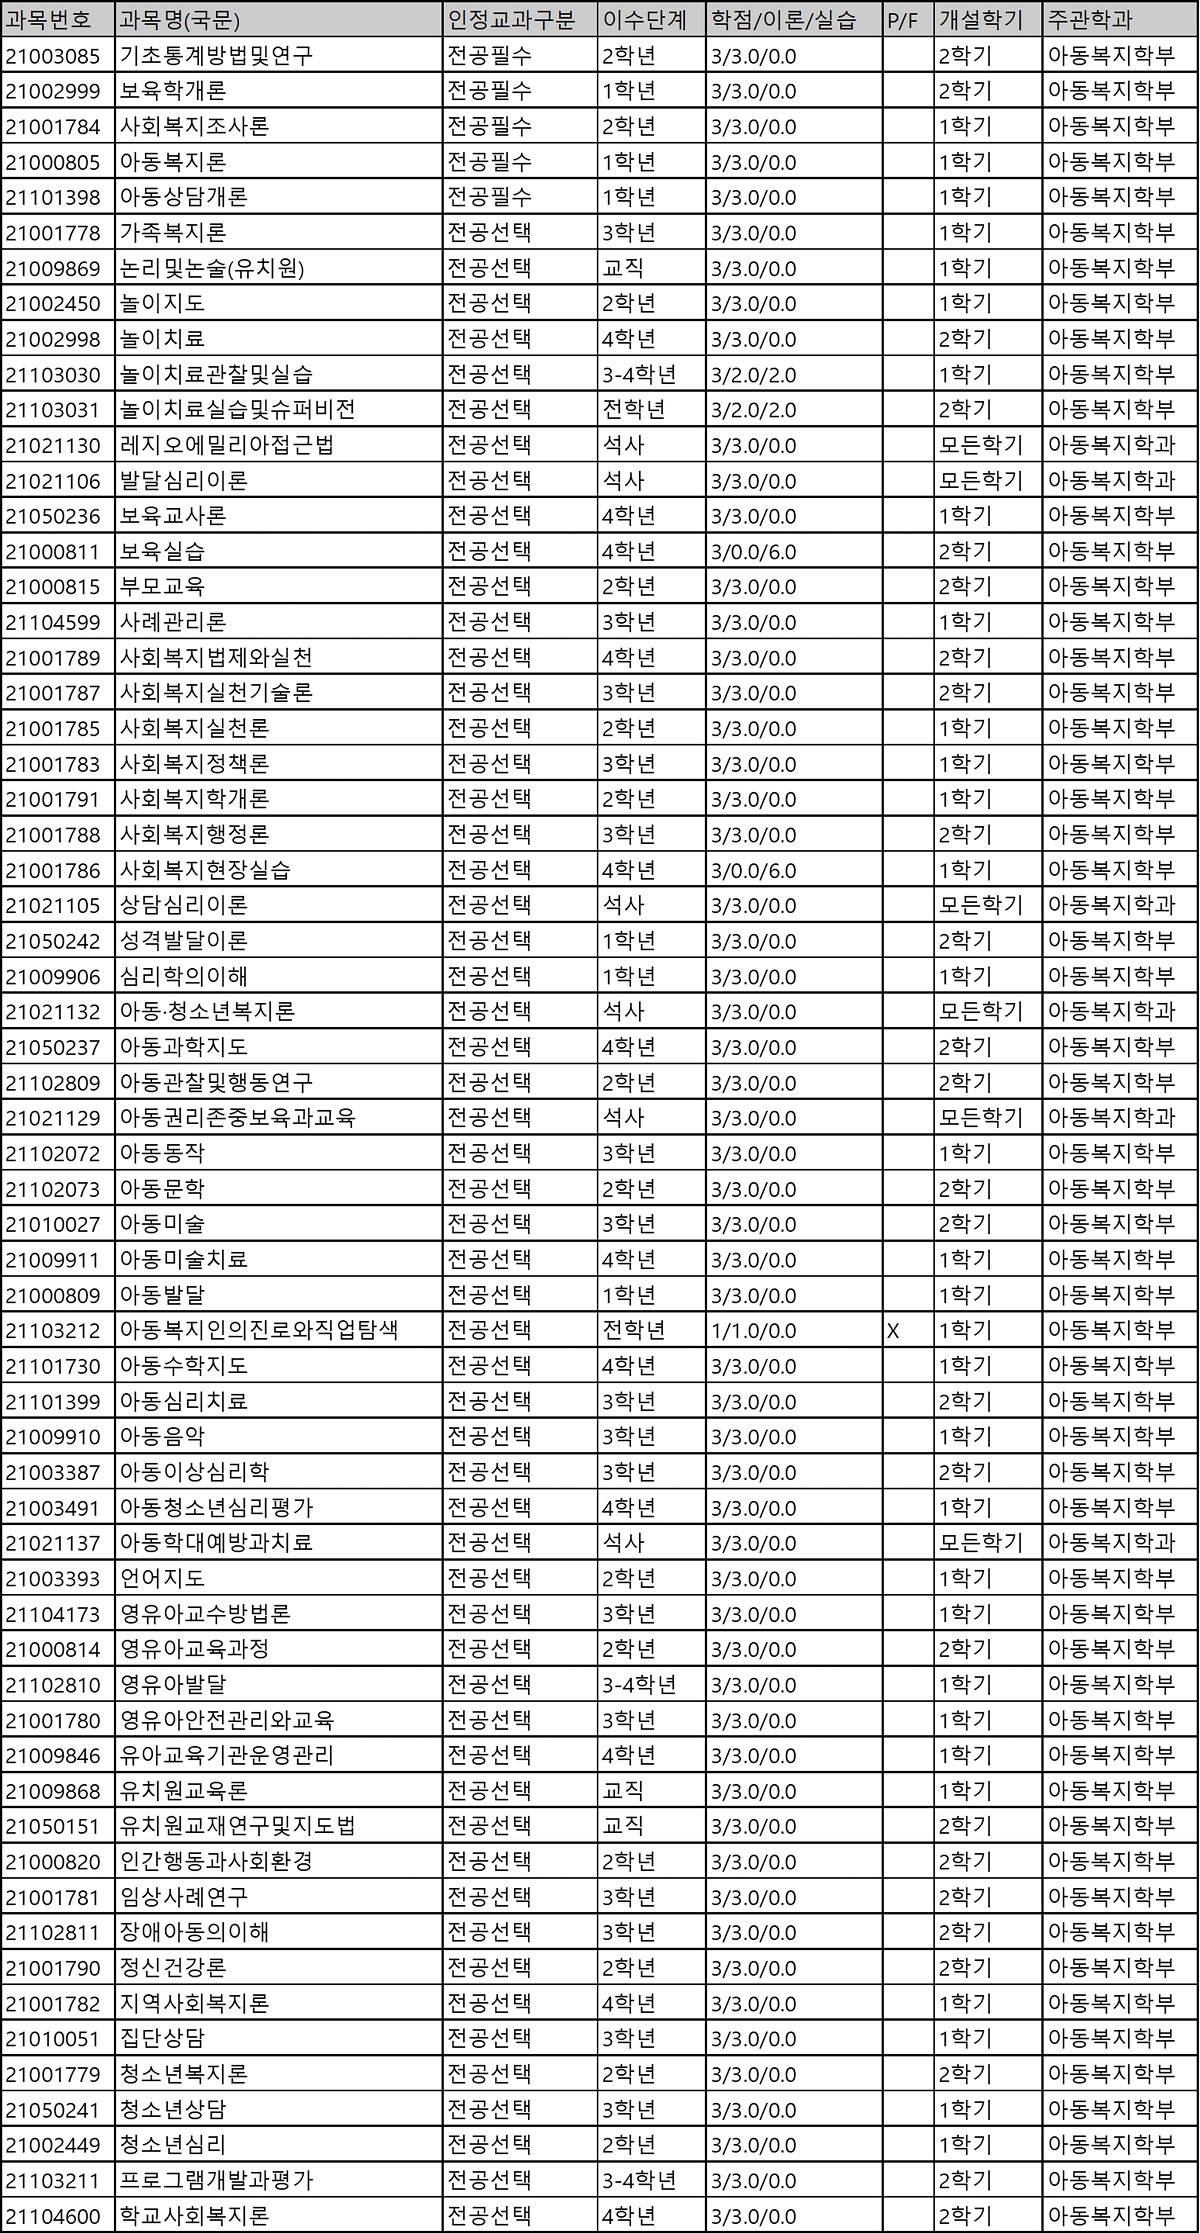 과목번호 과목명(국문) 인정교과구분 이수단계 학점/이론/실습 P/F 개설학기 주관학과
21003085 기초통계방법및연구 전공필수 2학년 3/3.0/0.0 2학기 아동복지학부
21002999 보육학개론 전공필수 1학년 3/3.0/0.0 2학기 아동복지학부
21001784 사회복지조사론 전공필수 2학년 3/3.0/0.0 1학기 아동복지학부
21000805 아동복지론 전공필수 1학년 3/3.0/0.0 1학기 아동복지학부
21101398 아동상담개론 전공필수 1학년 3/3.0/0.0 1학기 아동복지학부
21001778 가족복지론 전공선택 3학년 3/3.0/0.0 1학기 아동복지학부
21009869 논리및논술(유치원) 전공선택 교직 3/3.0/0.0 1학기 아동복지학부
21002450 놀이지도 전공선택 2학년 3/3.0/0.0 1학기 아동복지학부
21002998 놀이치료 전공선택 4학년 3/3.0/0.0 2학기 아동복지학부
21103030 놀이치료관찰및실습 전공선택 3-4학년 3/2.0/2.0 1학기 아동복지학부
21103031 놀이치료실습및슈퍼비전 전공선택 전학년 3/2.0/2.0 2학기 아동복지학부
21021130 레지오에밀리아접근법 전공선택 석사 3/3.0/0.0 모든학기 아동복지학과
21021106 발달심리이론 전공선택 석사 3/3.0/0.0 모든학기 아동복지학과
21050236 보육교사론 전공선택 4학년 3/3.0/0.0 1학기 아동복지학부
21000811 보육실습 전공선택 4학년 3/0.0/6.0 2학기 아동복지학부
21000815 부모교육 전공선택 2학년 3/3.0/0.0 2학기 아동복지학부
21104599 사례관리론 전공선택 3학년 3/3.0/0.0 1학기 아동복지학부
21001789 사회복지법제와실천 전공선택 4학년 3/3.0/0.0 2학기 아동복지학부
21001787 사회복지실천기술론 전공선택 3학년 3/3.0/0.0 2학기 아동복지학부
21001785 사회복지실천론 전공선택 2학년 3/3.0/0.0 1학기 아동복지학부
21001783 사회복지정책론 전공선택 3학년 3/3.0/0.0 1학기 아동복지학부
21001791 사회복지학개론 전공선택 2학년 3/3.0/0.0 1학기 아동복지학부
21001788 사회복지행정론 전공선택 3학년 3/3.0/0.0 2학기 아동복지학부
21001786 사회복지현장실습 전공선택 4학년 3/0.0/6.0 1학기 아동복지학부
21021105 상담심리이론 전공선택 석사 3/3.0/0.0 모든학기 아동복지학과
21050242 성격발달이론 전공선택 1학년 3/3.0/0.0 2학기 아동복지학부
21009906 심리학의이해 전공선택 1학년 3/3.0/0.0 1학기 아동복지학부
21021132 아동·청소년복지론 전공선택 석사 3/3.0/0.0 모든학기 아동복지학과
21050237 아동과학지도 전공선택 4학년 3/3.0/0.0 2학기 아동복지학부
21102809 아동관찰및행동연구 전공선택 2학년 3/3.0/0.0 2학기 아동복지학부
21021129 아동권리존중보육과교육 전공선택 석사 3/3.0/0.0 모든학기 아동복지학과
21102072 아동동작 전공선택 3학년 3/3.0/0.0 1학기 아동복지학부
21102073 아동문학 전공선택 2학년 3/3.0/0.0 2학기 아동복지학부
21010027 아동미술 전공선택 3학년 3/3.0/0.0 2학기 아동복지학부
21009911 아동미술치료 전공선택 4학년 3/3.0/0.0 1학기 아동복지학부
21000809 아동발달 전공선택 1학년 3/3.0/0.0 1학기 아동복지학부
21103212 아동복지인의진로와직업탐색 전공선택 전학년 1/1.0/0.0 X 1학기 아동복지학부
21101730 아동수학지도 전공선택 4학년 3/3.0/0.0 1학기 아동복지학부
21101399 아동심리치료 전공선택 3학년 3/3.0/0.0 2학기 아동복지학부
21009910 아동음악 전공선택 3학년 3/3.0/0.0 1학기 아동복지학부
21003387 아동이상심리학 전공선택 3학년 3/3.0/0.0 2학기 아동복지학부
21003491 아동청소년심리평가 전공선택 4학년 3/3.0/0.0 1학기 아동복지학부
21021137 아동학대예방과치료 전공선택 석사 3/3.0/0.0 모든학기 아동복지학과
21003393 언어지도 전공선택 2학년 3/3.0/0.0 1학기 아동복지학부
21104173 영유아교수방법론 전공선택 3학년 3/3.0/0.0 1학기 아동복지학부
21000814 영유아교육과정 전공선택 2학년 3/3.0/0.0 2학기 아동복지학부
21102810 영유아발달 전공선택 3-4학년 3/3.0/0.0 1학기 아동복지학부
21001780 영유아안전관리와교육 전공선택 3학년 3/3.0/0.0 1학기 아동복지학부
21009846 유아교육기관운영관리 전공선택 4학년 3/3.0/0.0 1학기 아동복지학부
21009868 유치원교육론 전공선택 교직 3/3.0/0.0 1학기 아동복지학부
21050151 유치원교재연구및지도법 전공선택 교직 3/3.0/0.0 2학기 아동복지학부
21000820 인간행동과사회환경 전공선택 2학년 3/3.0/0.0 2학기 아동복지학부
21001781 임상사례연구 전공선택 3학년 3/3.0/0.0 2학기 아동복지학부
21102811 장애아동의이해 전공선택 3학년 3/3.0/0.0 2학기 아동복지학부
21001790 정신건강론 전공선택 2학년 3/3.0/0.0 2학기 아동복지학부
21001782 지역사회복지론 전공선택 4학년 3/3.0/0.0 1학기 아동복지학부
21010051 집단상담 전공선택 3학년 3/3.0/0.0 1학기 아동복지학부
21001779 청소년복지론 전공선택 2학년 3/3.0/0.0 2학기 아동복지학부
21050241 청소년상담 전공선택 3학년 3/3.0/0.0 1학기 아동복지학부
21002449 청소년심리 전공선택 2학년 3/3.0/0.0 1학기 아동복지학부
21103211 프로그램개발과평가 전공선택 3-4학년 3/3.0/0.0 2학기 아동복지학부
21104600 학교사회복지론 전공선택 4학년 3/3.0/0.0 2학기 아동복지학부